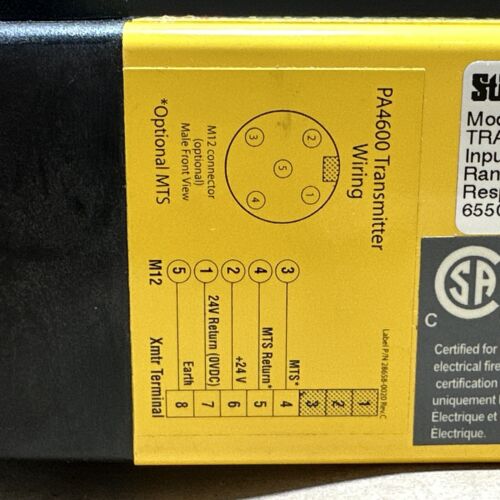 PA4600 Transmitter
Wiring
2
3
5
1
4
M12 connector
(optional)
Male Front View
*Optional MTS
1
2
3
3 MTS* 4
4 MTS Return* 5
2 +24 V 6
1 24V Return (0VDC) 7
5 Earth 8
M12 Xmtr Terminal
Label P/N 28658-0020 Rev.C
Mod
TRA
Inpu
Ran
Resp
6550
SA
C
Certified for
electrical fire
certification
uniquement
Électrique et
Électrique.